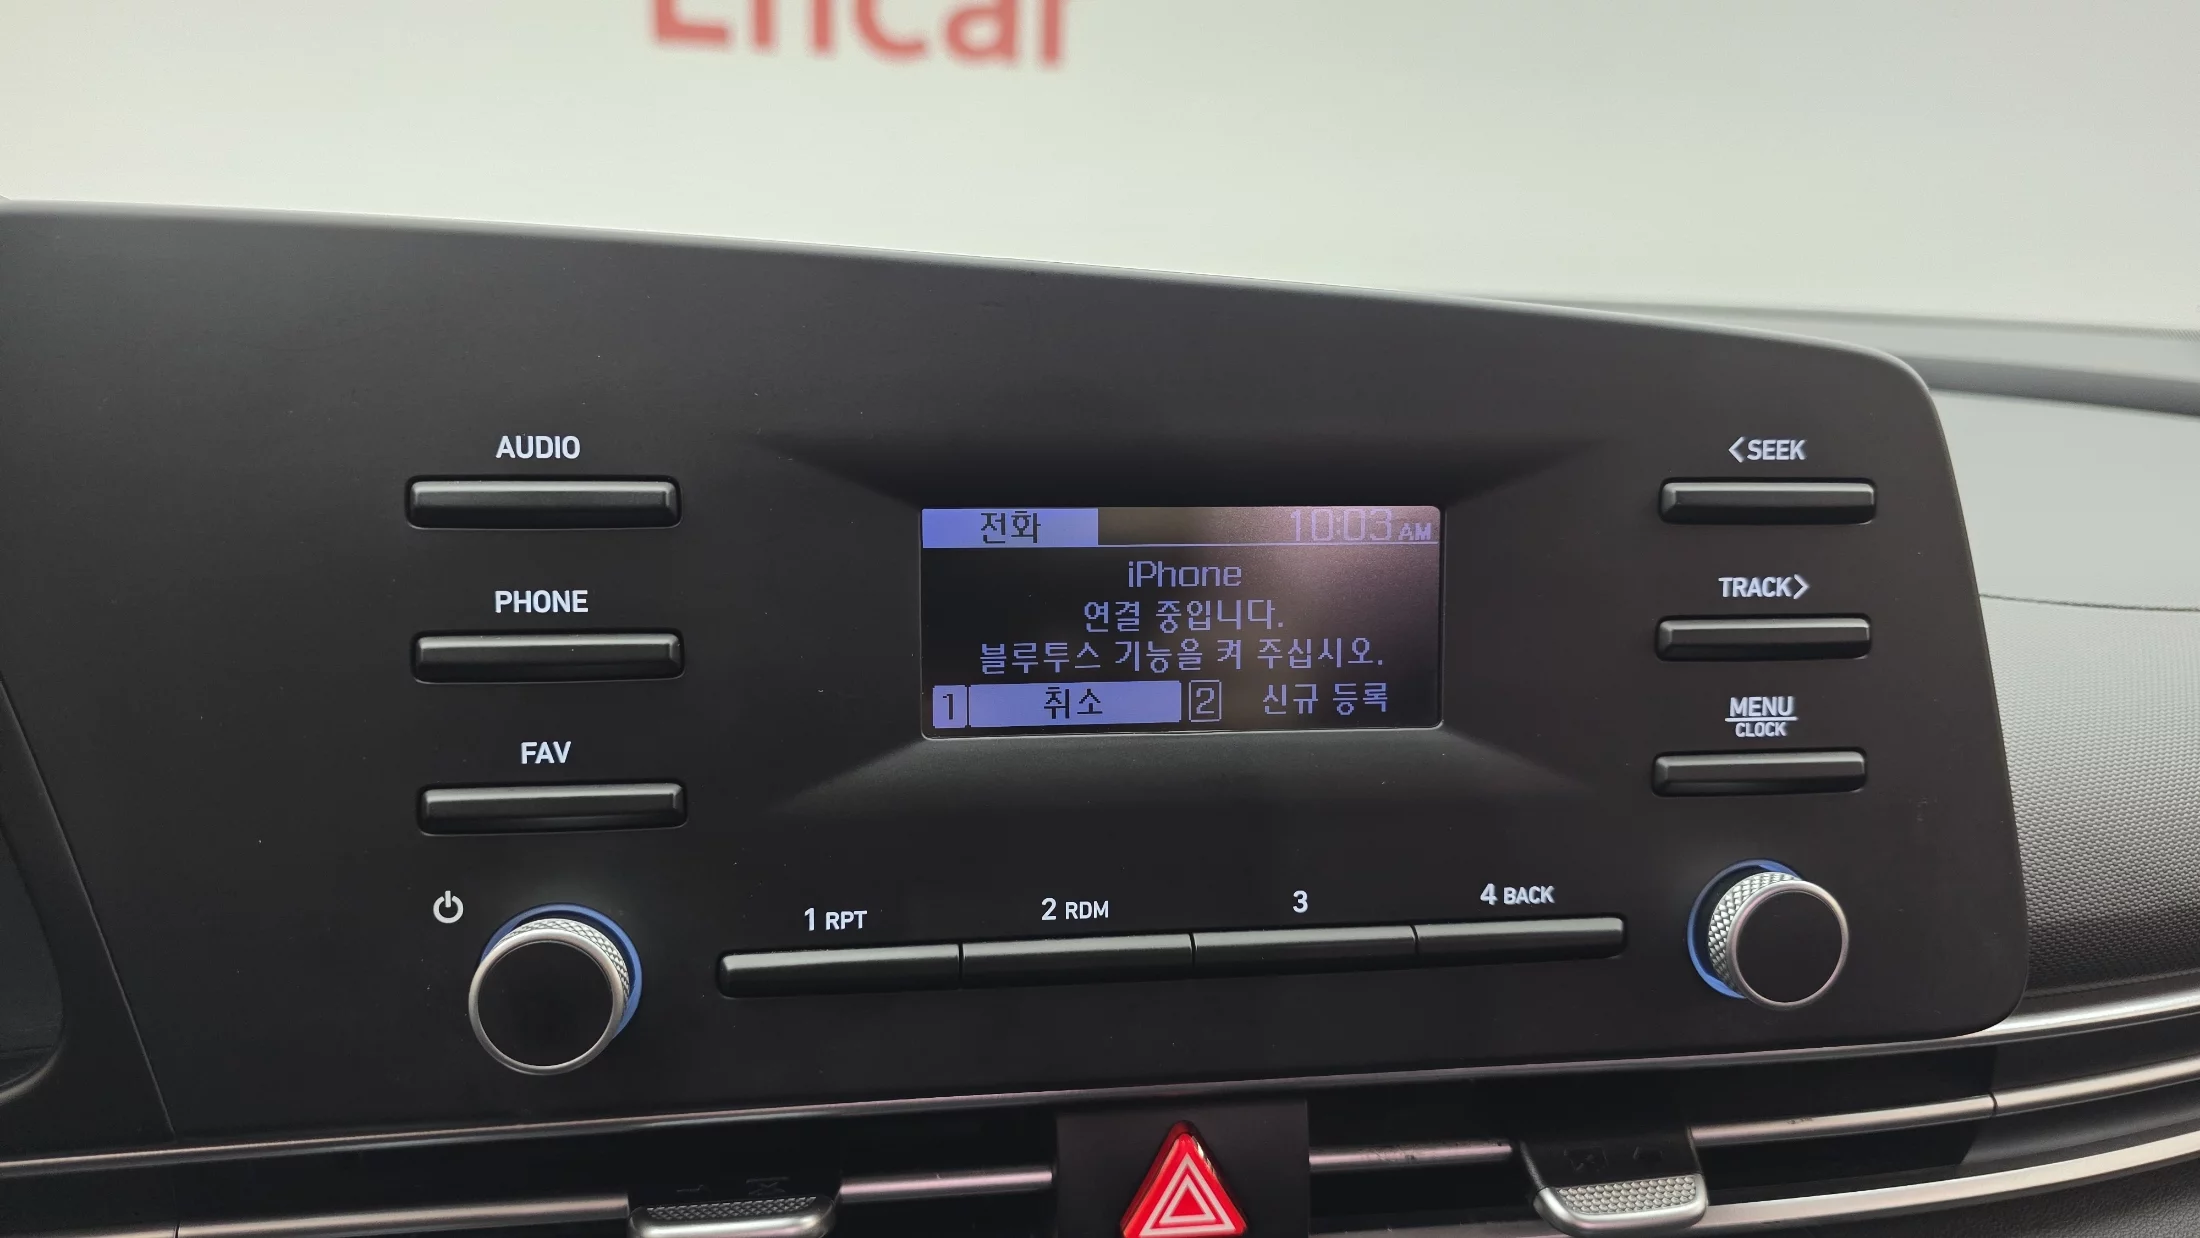 Encar
AUDIO
PHONE
FAV
전화 10:03 AM
iPhone
연결 중입니다.
블루투스 기능을 켜 주십시오.
1 취소 2 신규 등록
<SEEK
TRACK>
MENU
CLOCK
1 RPT 2 RDM 3 4 BACK